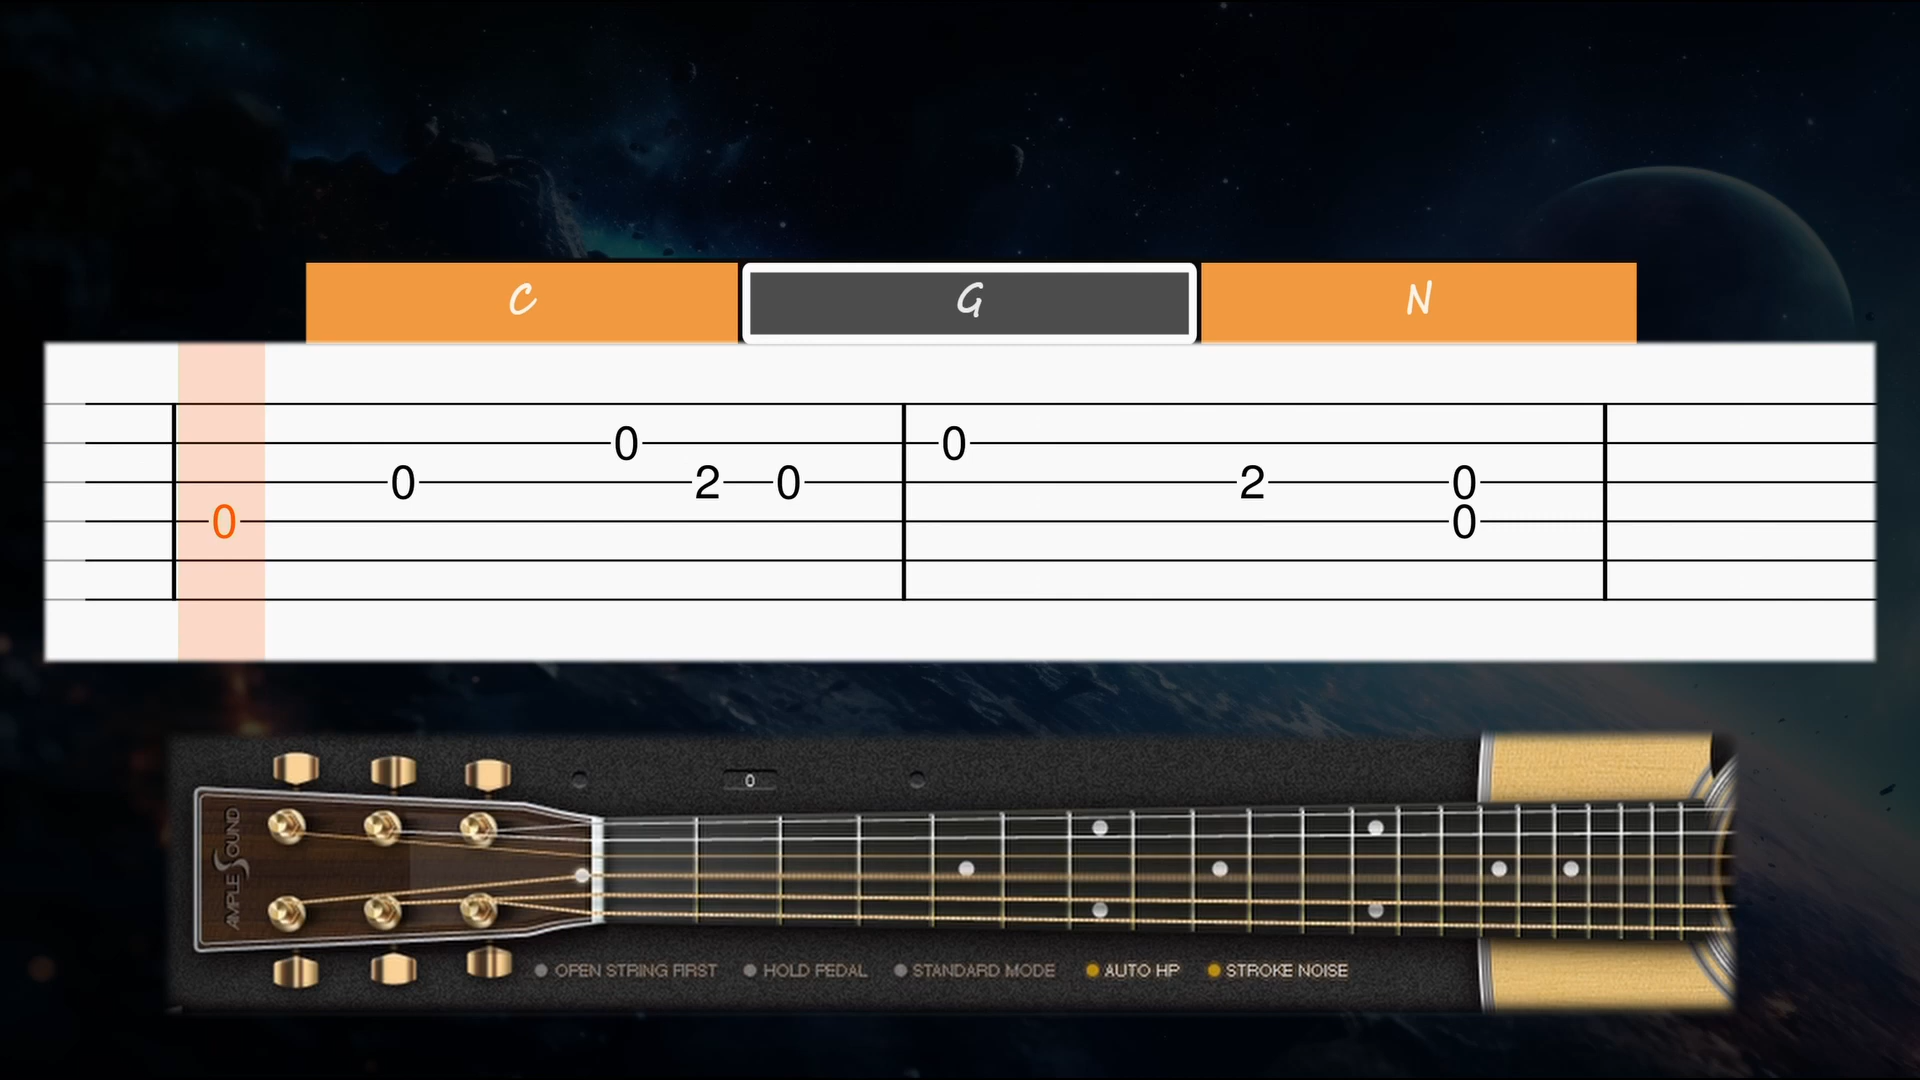 C G N
0
0 0
0 2 0 2 0
0 0
0
AMPLE SOUND
OPEN STRING FIRST HOLD PEDAL STANDARD MODE AUTO HP STROKE NOISE